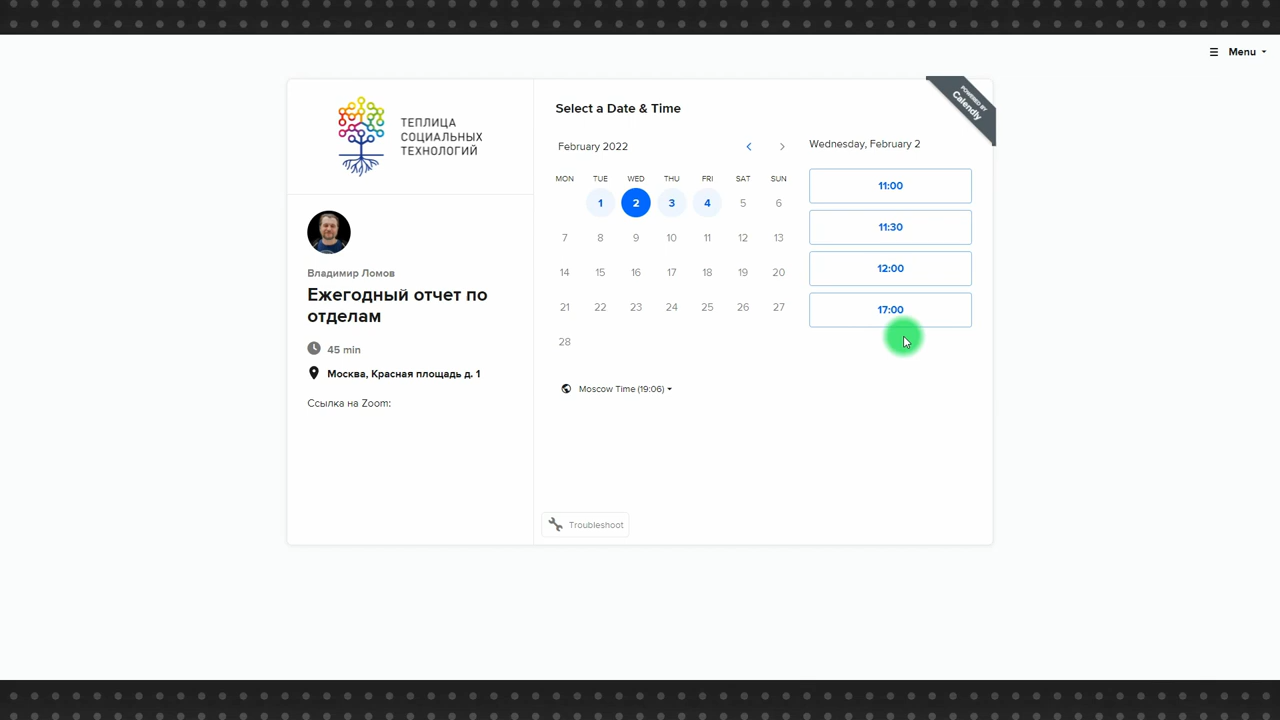 Menu
ТЕПЛИЦА
СОЦИАЛЬНЫХ
ТЕХНОЛОГИЙ
Владимир Ломов
Ежегодный отчет по
отделам
45 min
Москва, Красная площадь д. 1
Ссылка на Zoom:
Select a Date & Time
POWERED BY
Calendly
February 2022
MON TUE WED THU FRI SAT SUN
1 2 3 4 5 6
7 8 9 10 11 12 13
14 15 16 17 18 19 20
21 22 23 24 25 26 27
28
Moscow Time (19:06)
Wednesday, February 2
11:00
11:30
12:00
17:00
Troubleshoot